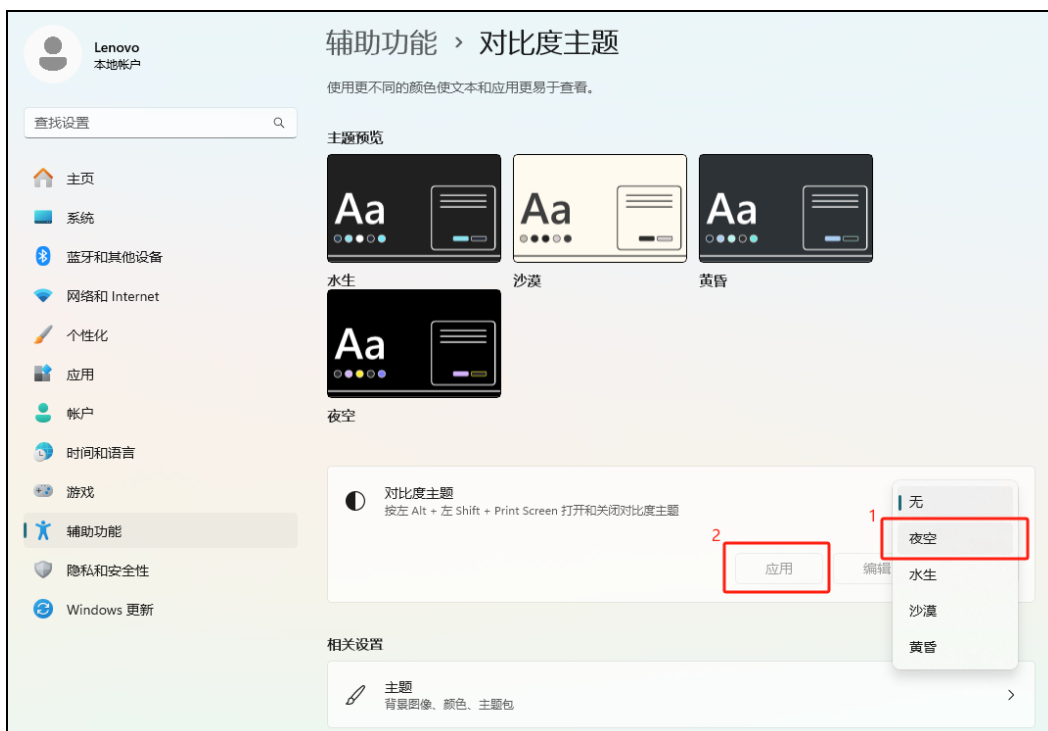 Lenovo
本地帐户
查找设置
主页
系统
蓝牙和其他设备
网络和 Internet
个性化
应用
帐户
时间和语言
游戏
辅助功能
隐私和安全性
Windows 更新
辅助功能 › 对比度主题
使用更不同的颜色使文本和应用更易于查看。
主题预览
Aa
Aa
Aa
水生
沙漠
黄昏
Aa
夜空
对比度主题
按左 Alt + 左 Shift + Print Screen 打开和关闭对比度主题
2
应用
编辑
1
无
夜空
水生
沙漠
黄昏
相关设置
主题
背景图像、颜色、主题包